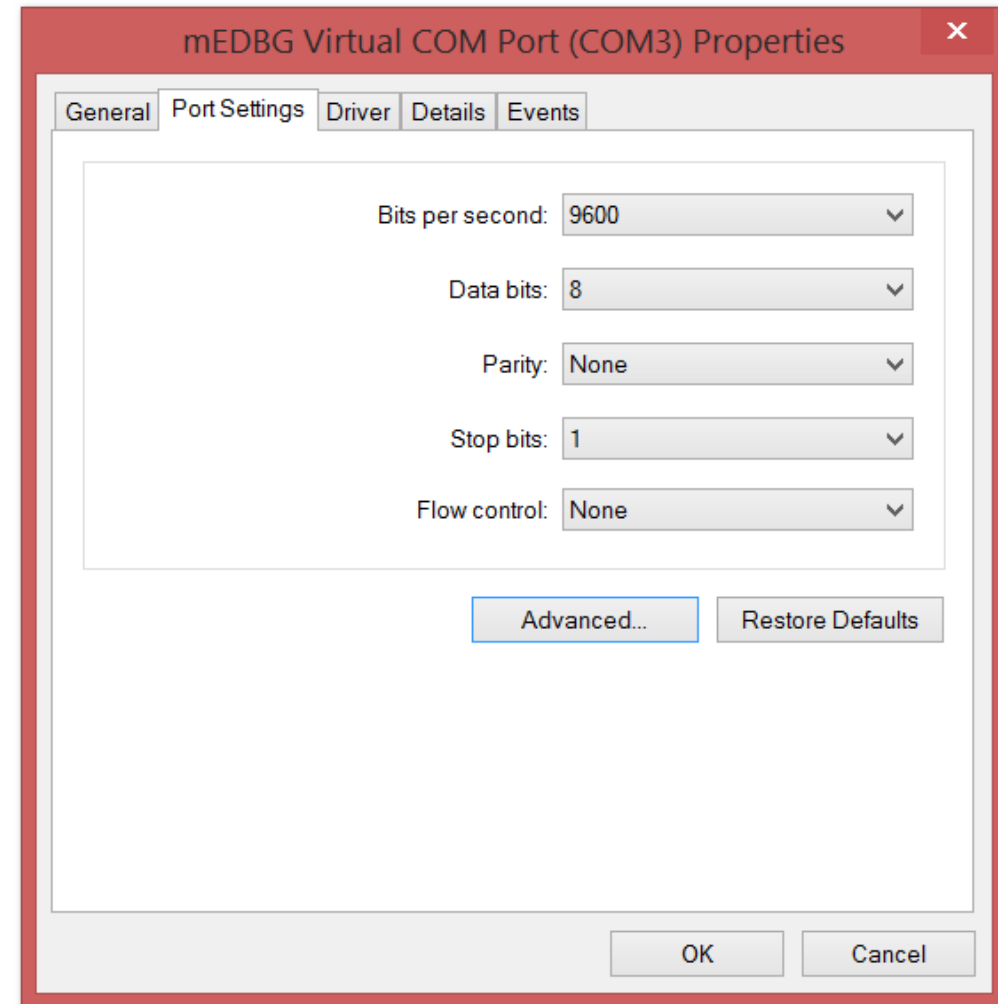 mEDBG Virtual COM Port (COM3) Properties
General Port Settings Driver Details Events
Bits per second: 9600
Data bits: 8
Parity: None
Stop bits: 1
Flow control: None
Advanced... Restore Defaults
OK Cancel